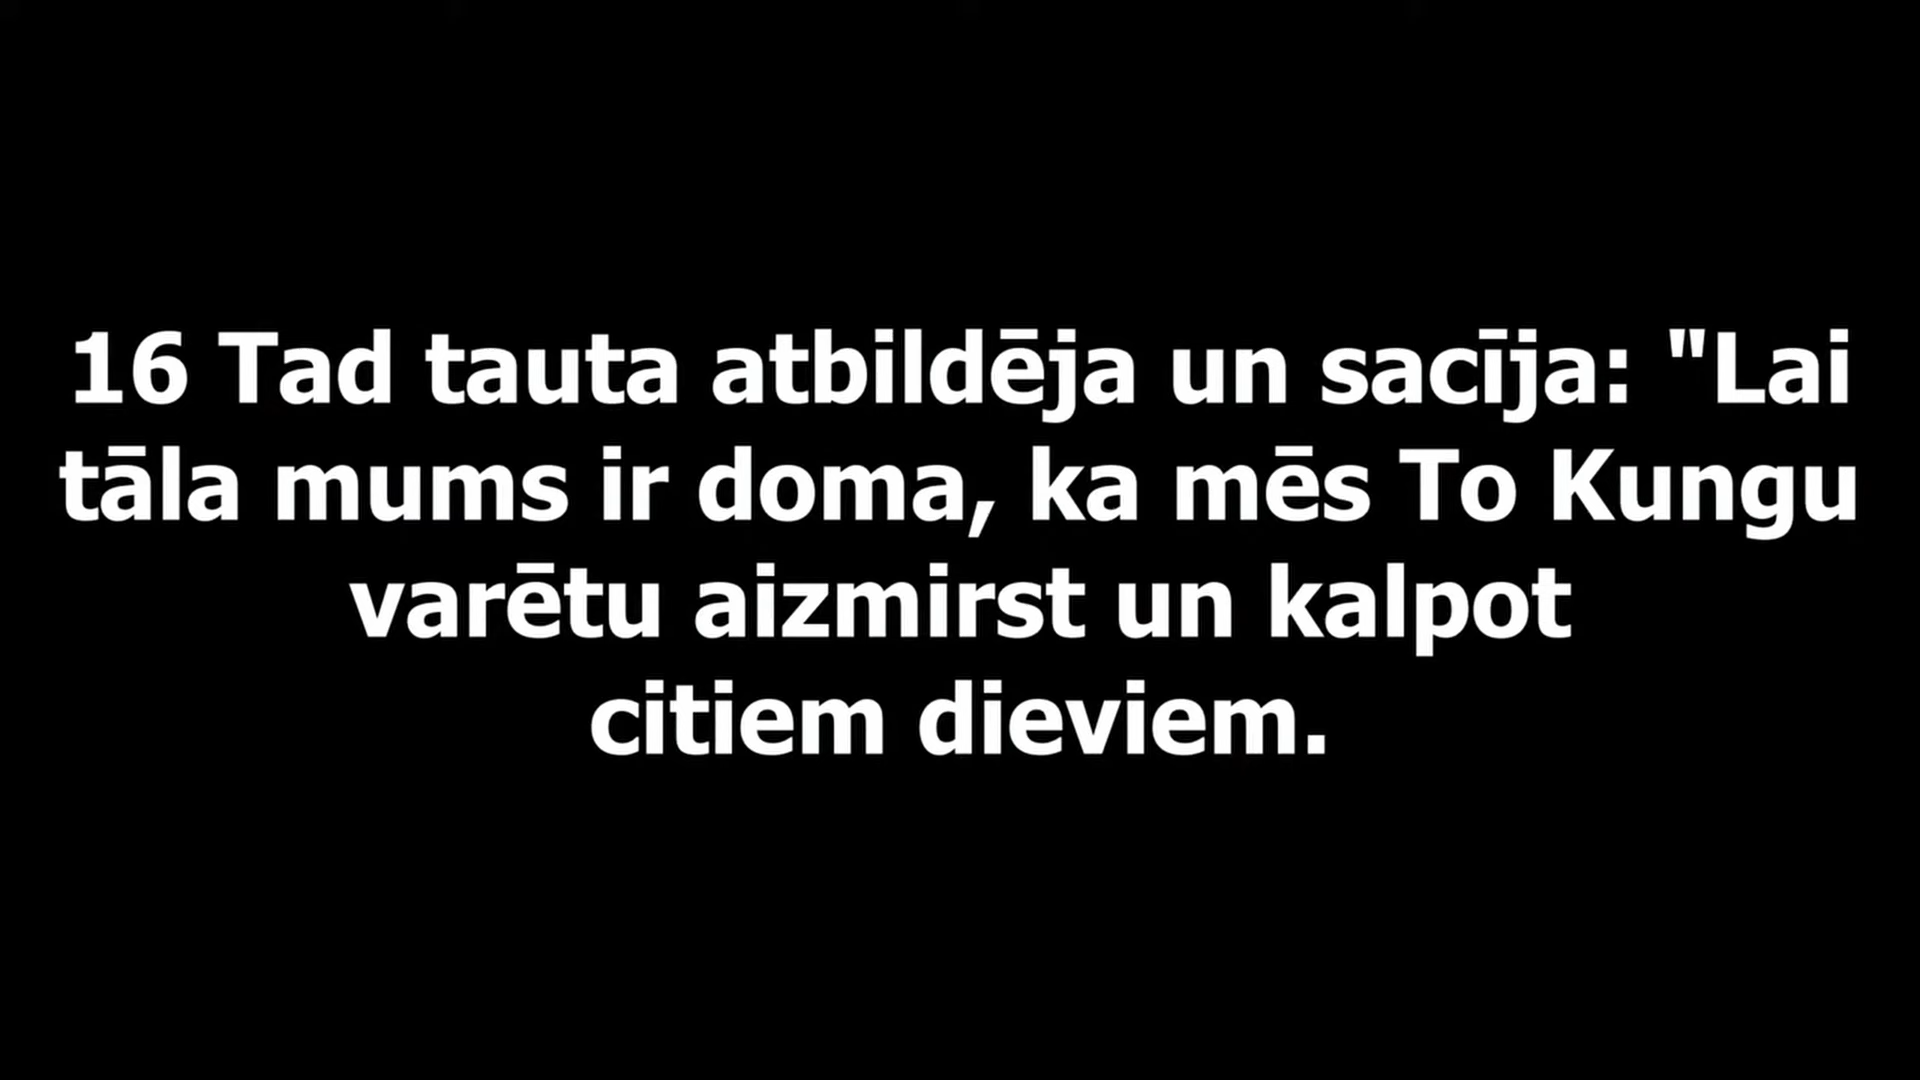 16 Tad tauta atbildēja un sacīja: "Lai
tāla mums ir doma, ka mēs To Kungu
varētu aizmirst un kalpot
citiem dieviem.